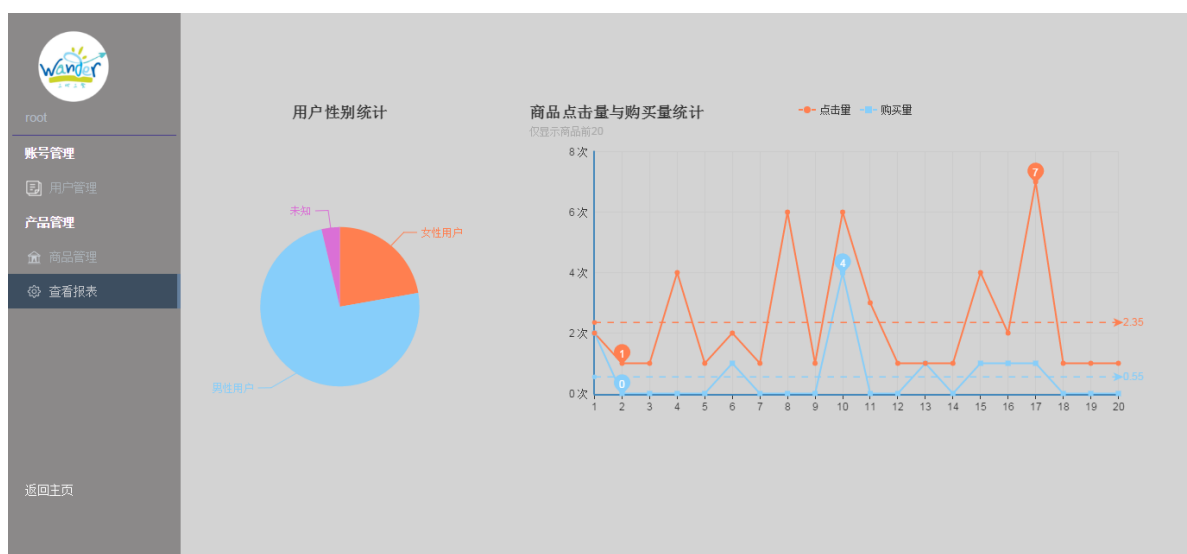 Wander
root
账号管理
用户管理
产品管理
商品管理
查看报表
返回主页
用户性别统计
未知
女性用户
男性用户
商品点击量与购买量统计
仅显示商品前20
点击量 购买量
8 次
6 次
4 次
2 次
0 次
7
4
1
0
2.35
0.55
1 2 3 4 5 6 7 8 9 10 11 12 13 14 15 16 17 18 19 20